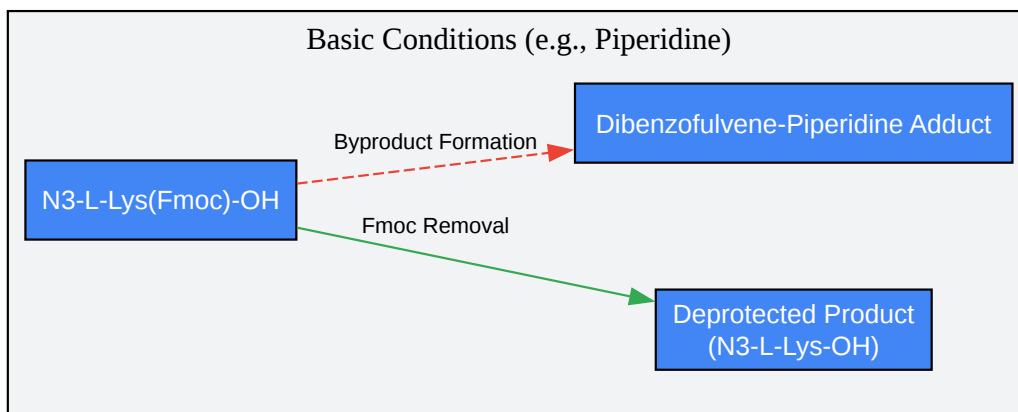 Basic Conditions (e.g., Piperidine)
Dibenzofulvene-Piperidine Adduct
Byproduct Formation
N3-L-Lys(Fmoc)-OH
Fmoc Removal
Deprotected Product
(N3-L-Lys-OH)